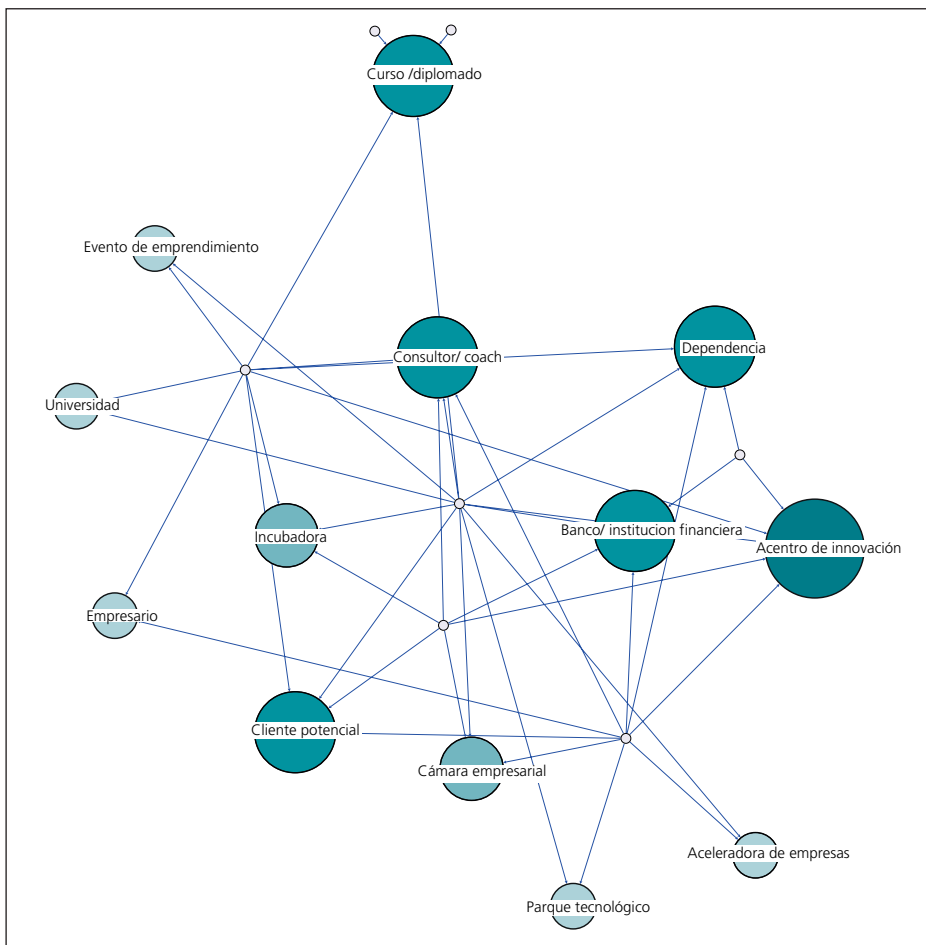 Curso /diplomado
Evento de emprendimiento
Consultor/ coach
Dependencia
Universidad
Banco/ institucion financiera
Incubadora
Acentro de innovación
Empresario
Cliente potencial
Cámara empresarial
Aceleradora de empresas
Parque tecnológico